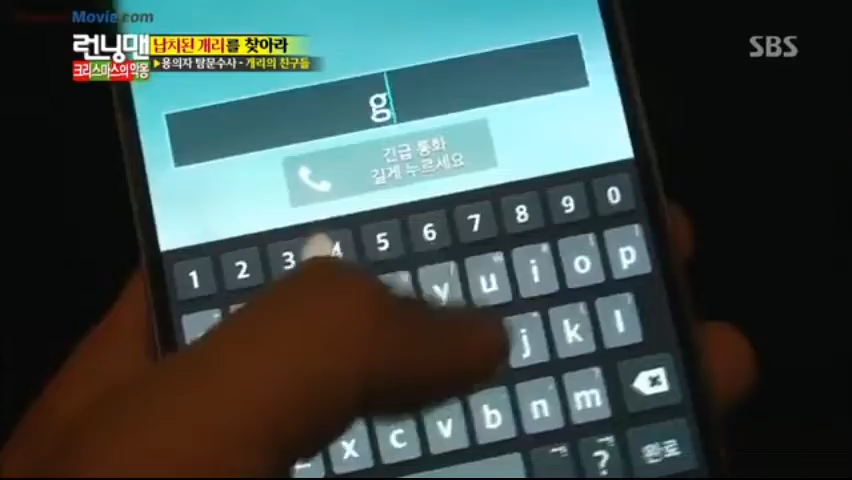 Movie.com
런닝맨 납치된 개리를 찾아라
크리스마스의 악몽 ▶용의자 탐문수사 - 개리의 친구들
SBS
g
긴급 통화
길게 누르세요
1 2 3 4 5 6 7 8 9 0
y u i o p
j k l
x c v b n m
? 완료